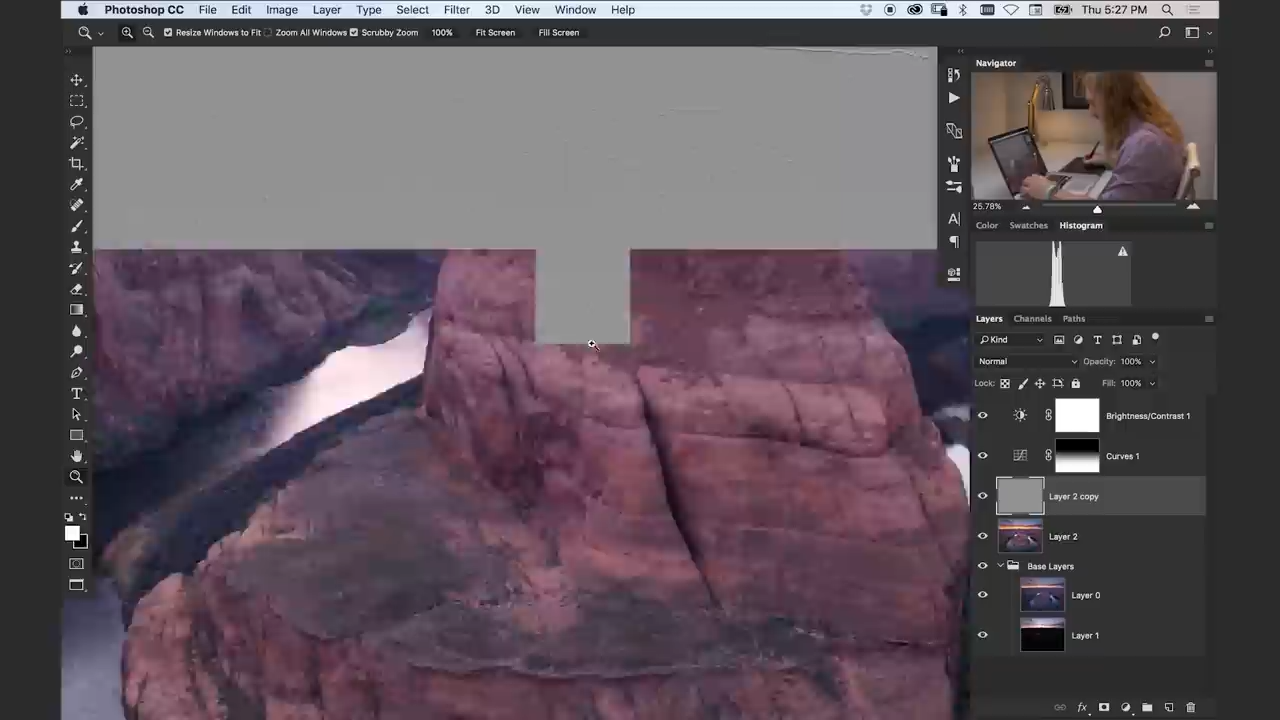 Photoshop CC File Edit Image Layer Type Select Filter 3D View Window Help Thu 5:27 PM
Resize Windows to Fit Zoom All Windows Scrubby Zoom 100% Fit Screen Fill Screen
Navigator
25.78%
Color Swatches Histogram
Layers Channels Paths
Kind
Normal Opacity: 100%
Lock: Fill: 100%
Brightness/Contrast 1
Curves 1
Layer 2 copy
Layer 2
Base Layers
Layer 0
Layer 1